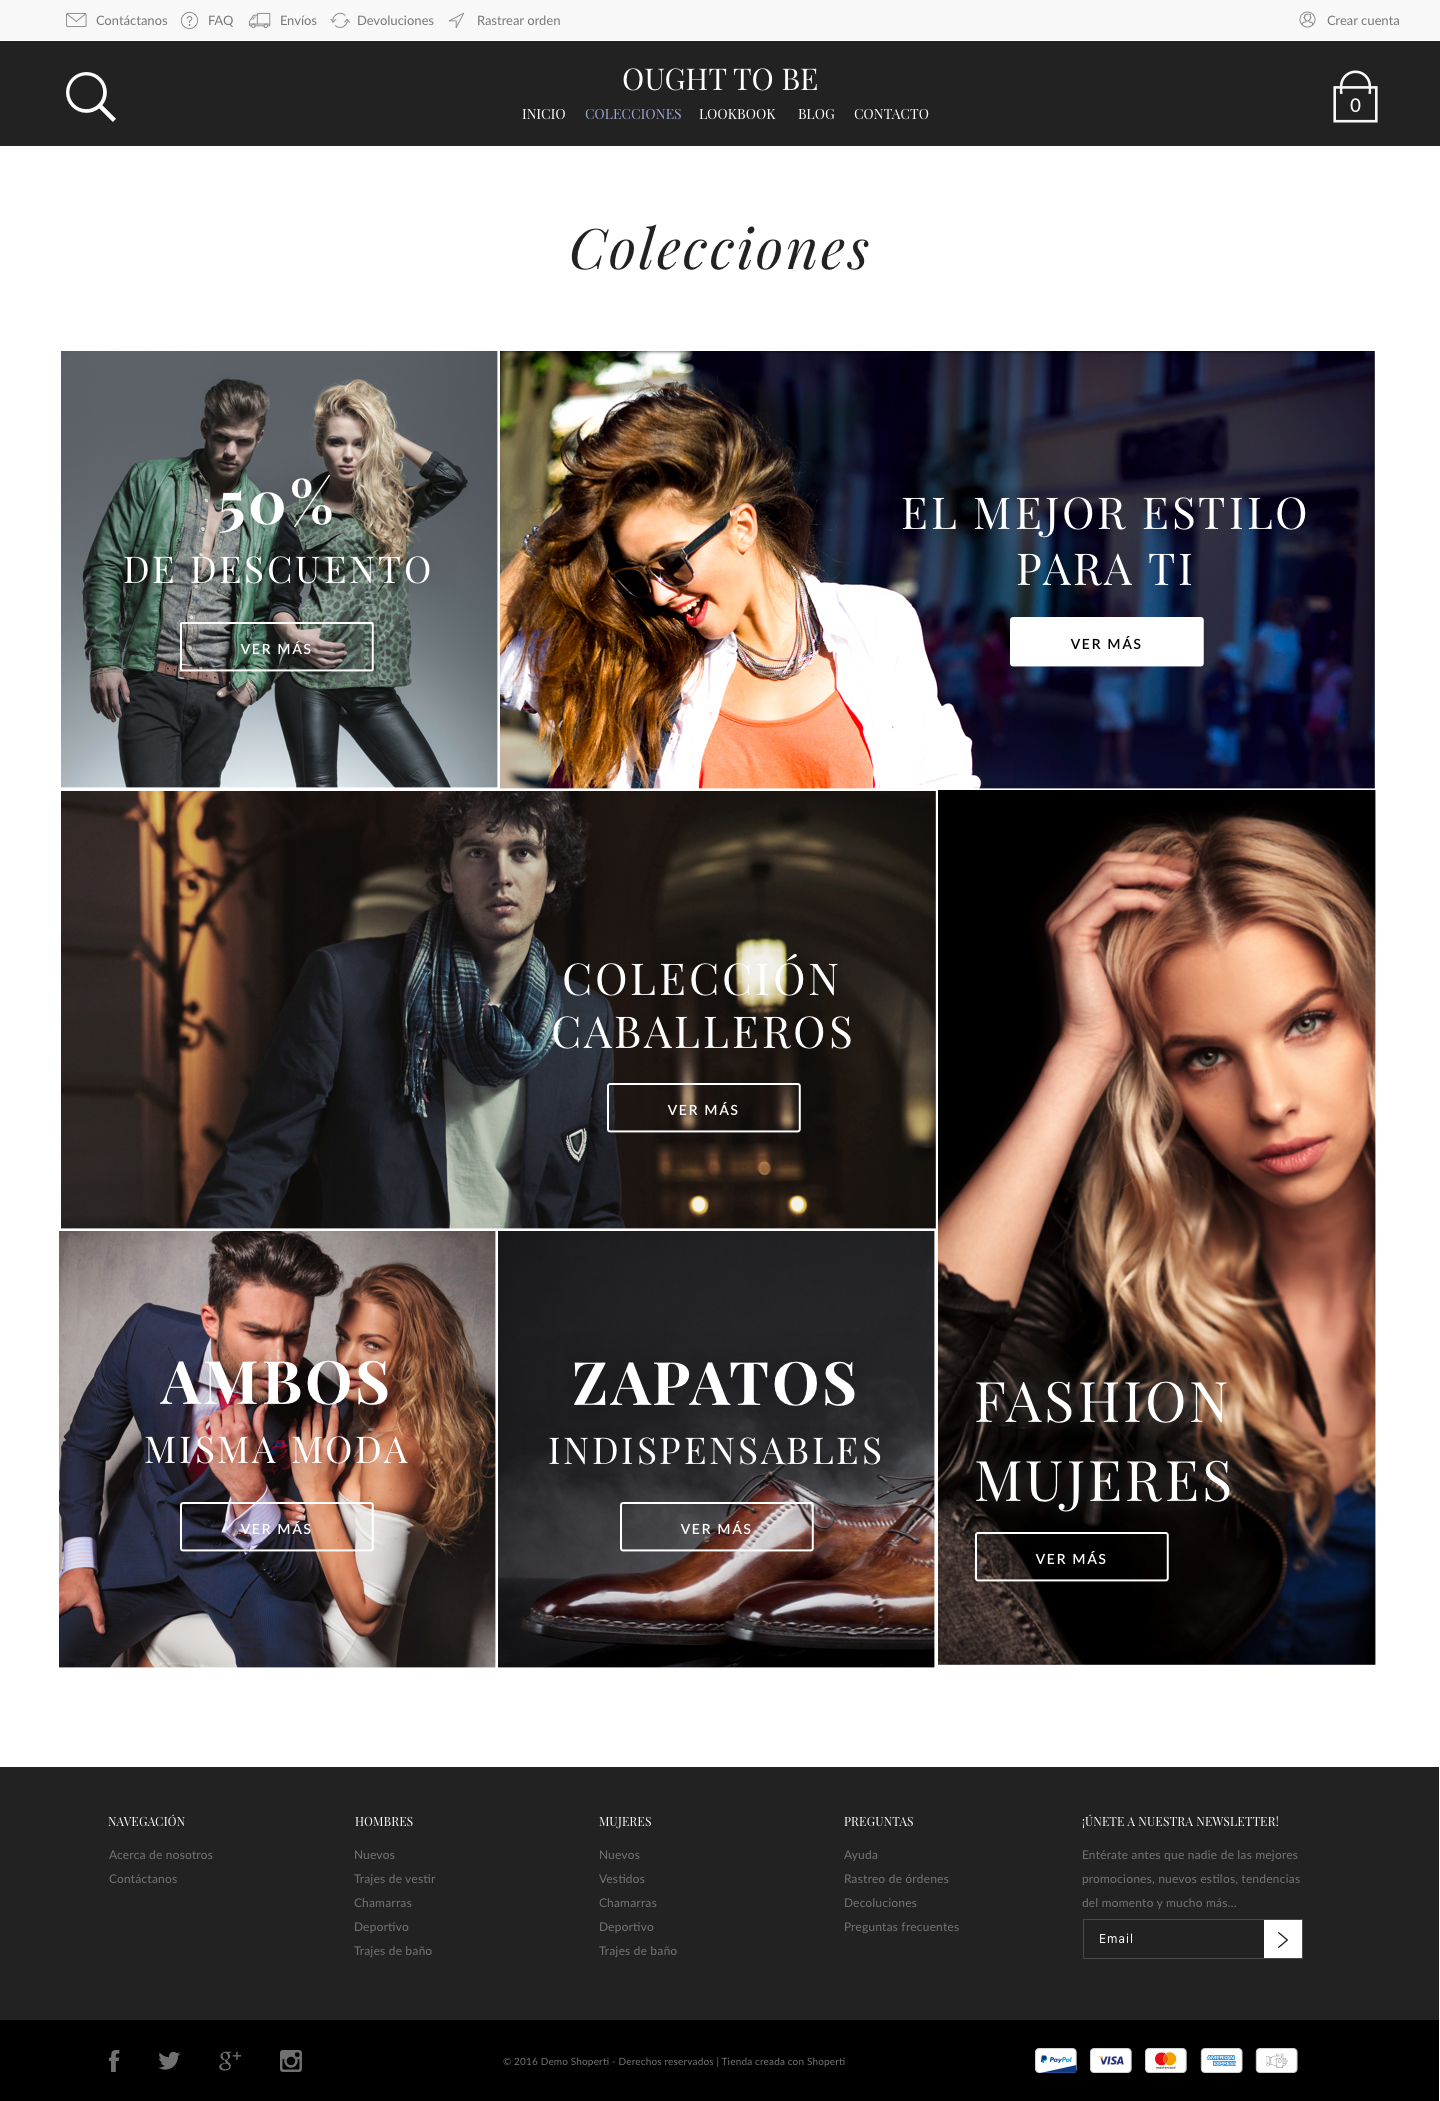 Contáctanos FAQ Envíos Devoluciones Rastrear orden Crear cuenta
OUGHT TO BE
INICIO COLECCIONES LOOKBOOK BLOG CONTACTO
0
Colecciones
50%
DE DESCUENTO
VER MÁS
EL MEJOR ESTILO
PARA TI
VER MÁS
COLECCIÓN
CABALLEROS
VER MÁS
AMBOS
MISMA MODA
VER MÁS
ZAPATOS
INDISPENSABLES
VER MÁS
FASHION
MUJERES
VER MÁS
NAVEGACIÓN
Acerca de nosotros
Contáctanos
HOMBRES
Nuevos
Trajes de vestir
Chamarras
Deportivo
Trajes de baño
MUJERES
Nuevos
Vestidos
Chamarras
Deportivo
Trajes de baño
PREGUNTAS
Ayuda
Rastreo de órdenes
Decoluciones
Preguntas frecuentes
¡ÚNETE A NUESTRA NEWSLETTER!
Entérate antes que nadie de las mejores
promociones, nuevos estilos, tendencias
del momento y mucho más...
Email
© 2016 Demo Shoperti - Derechos reservados | Tienda creada con Shoperti
PayPal VISA mastercard AMERICAN EXPRESS